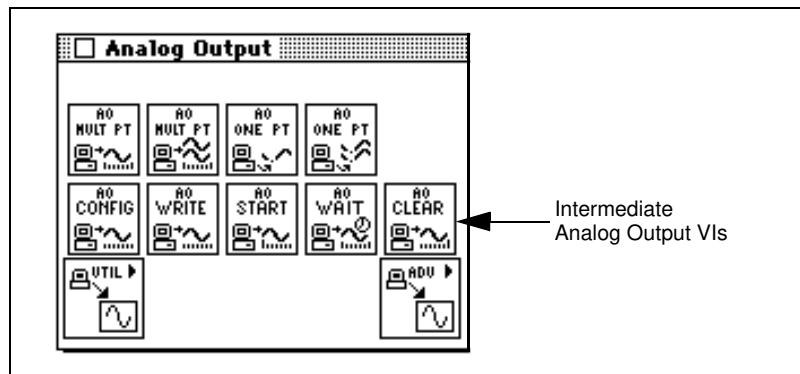 Analog Output
AO MULT PT
AO MULT PT
AO ONE PT
AO ONE PT
AO CONFIG
AO WRITE
AO START
AO WAIT
AO CLEAR
Intermediate
Analog Output VIs
UTIL
ADV